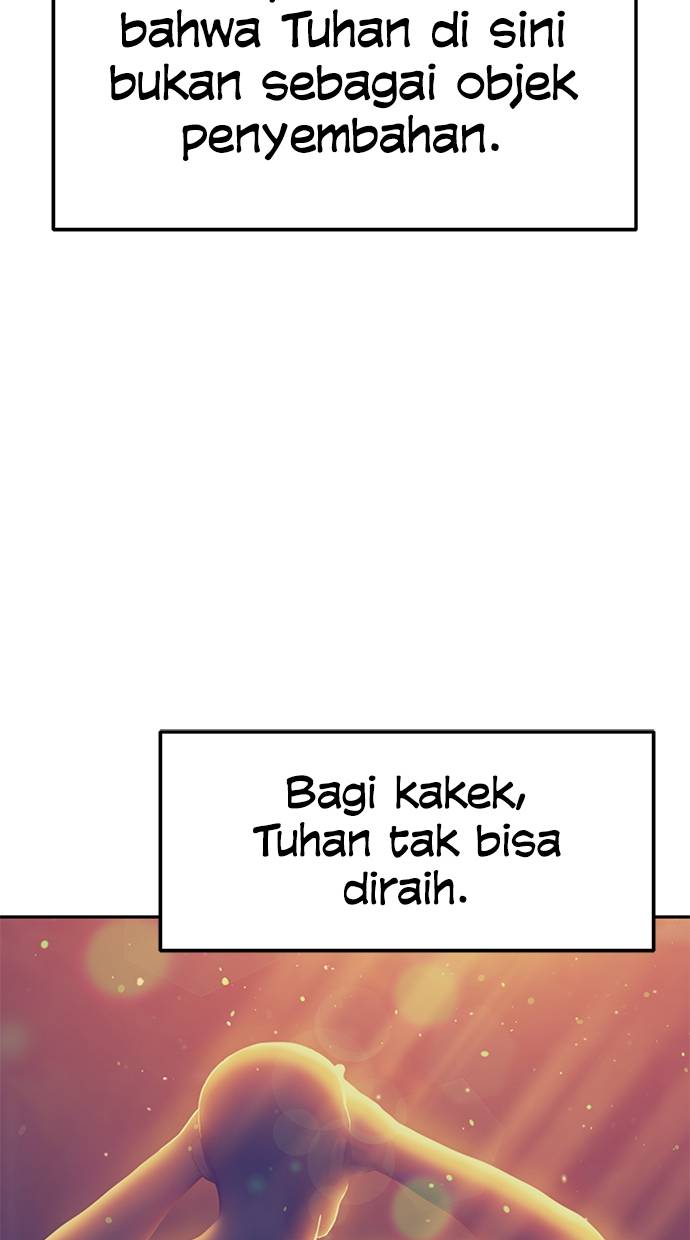 bahwa Tuhan di sini
bukan sebagai objek
penyembahan.
Bagi kakek,
Tuhan tak bisa
diraih.